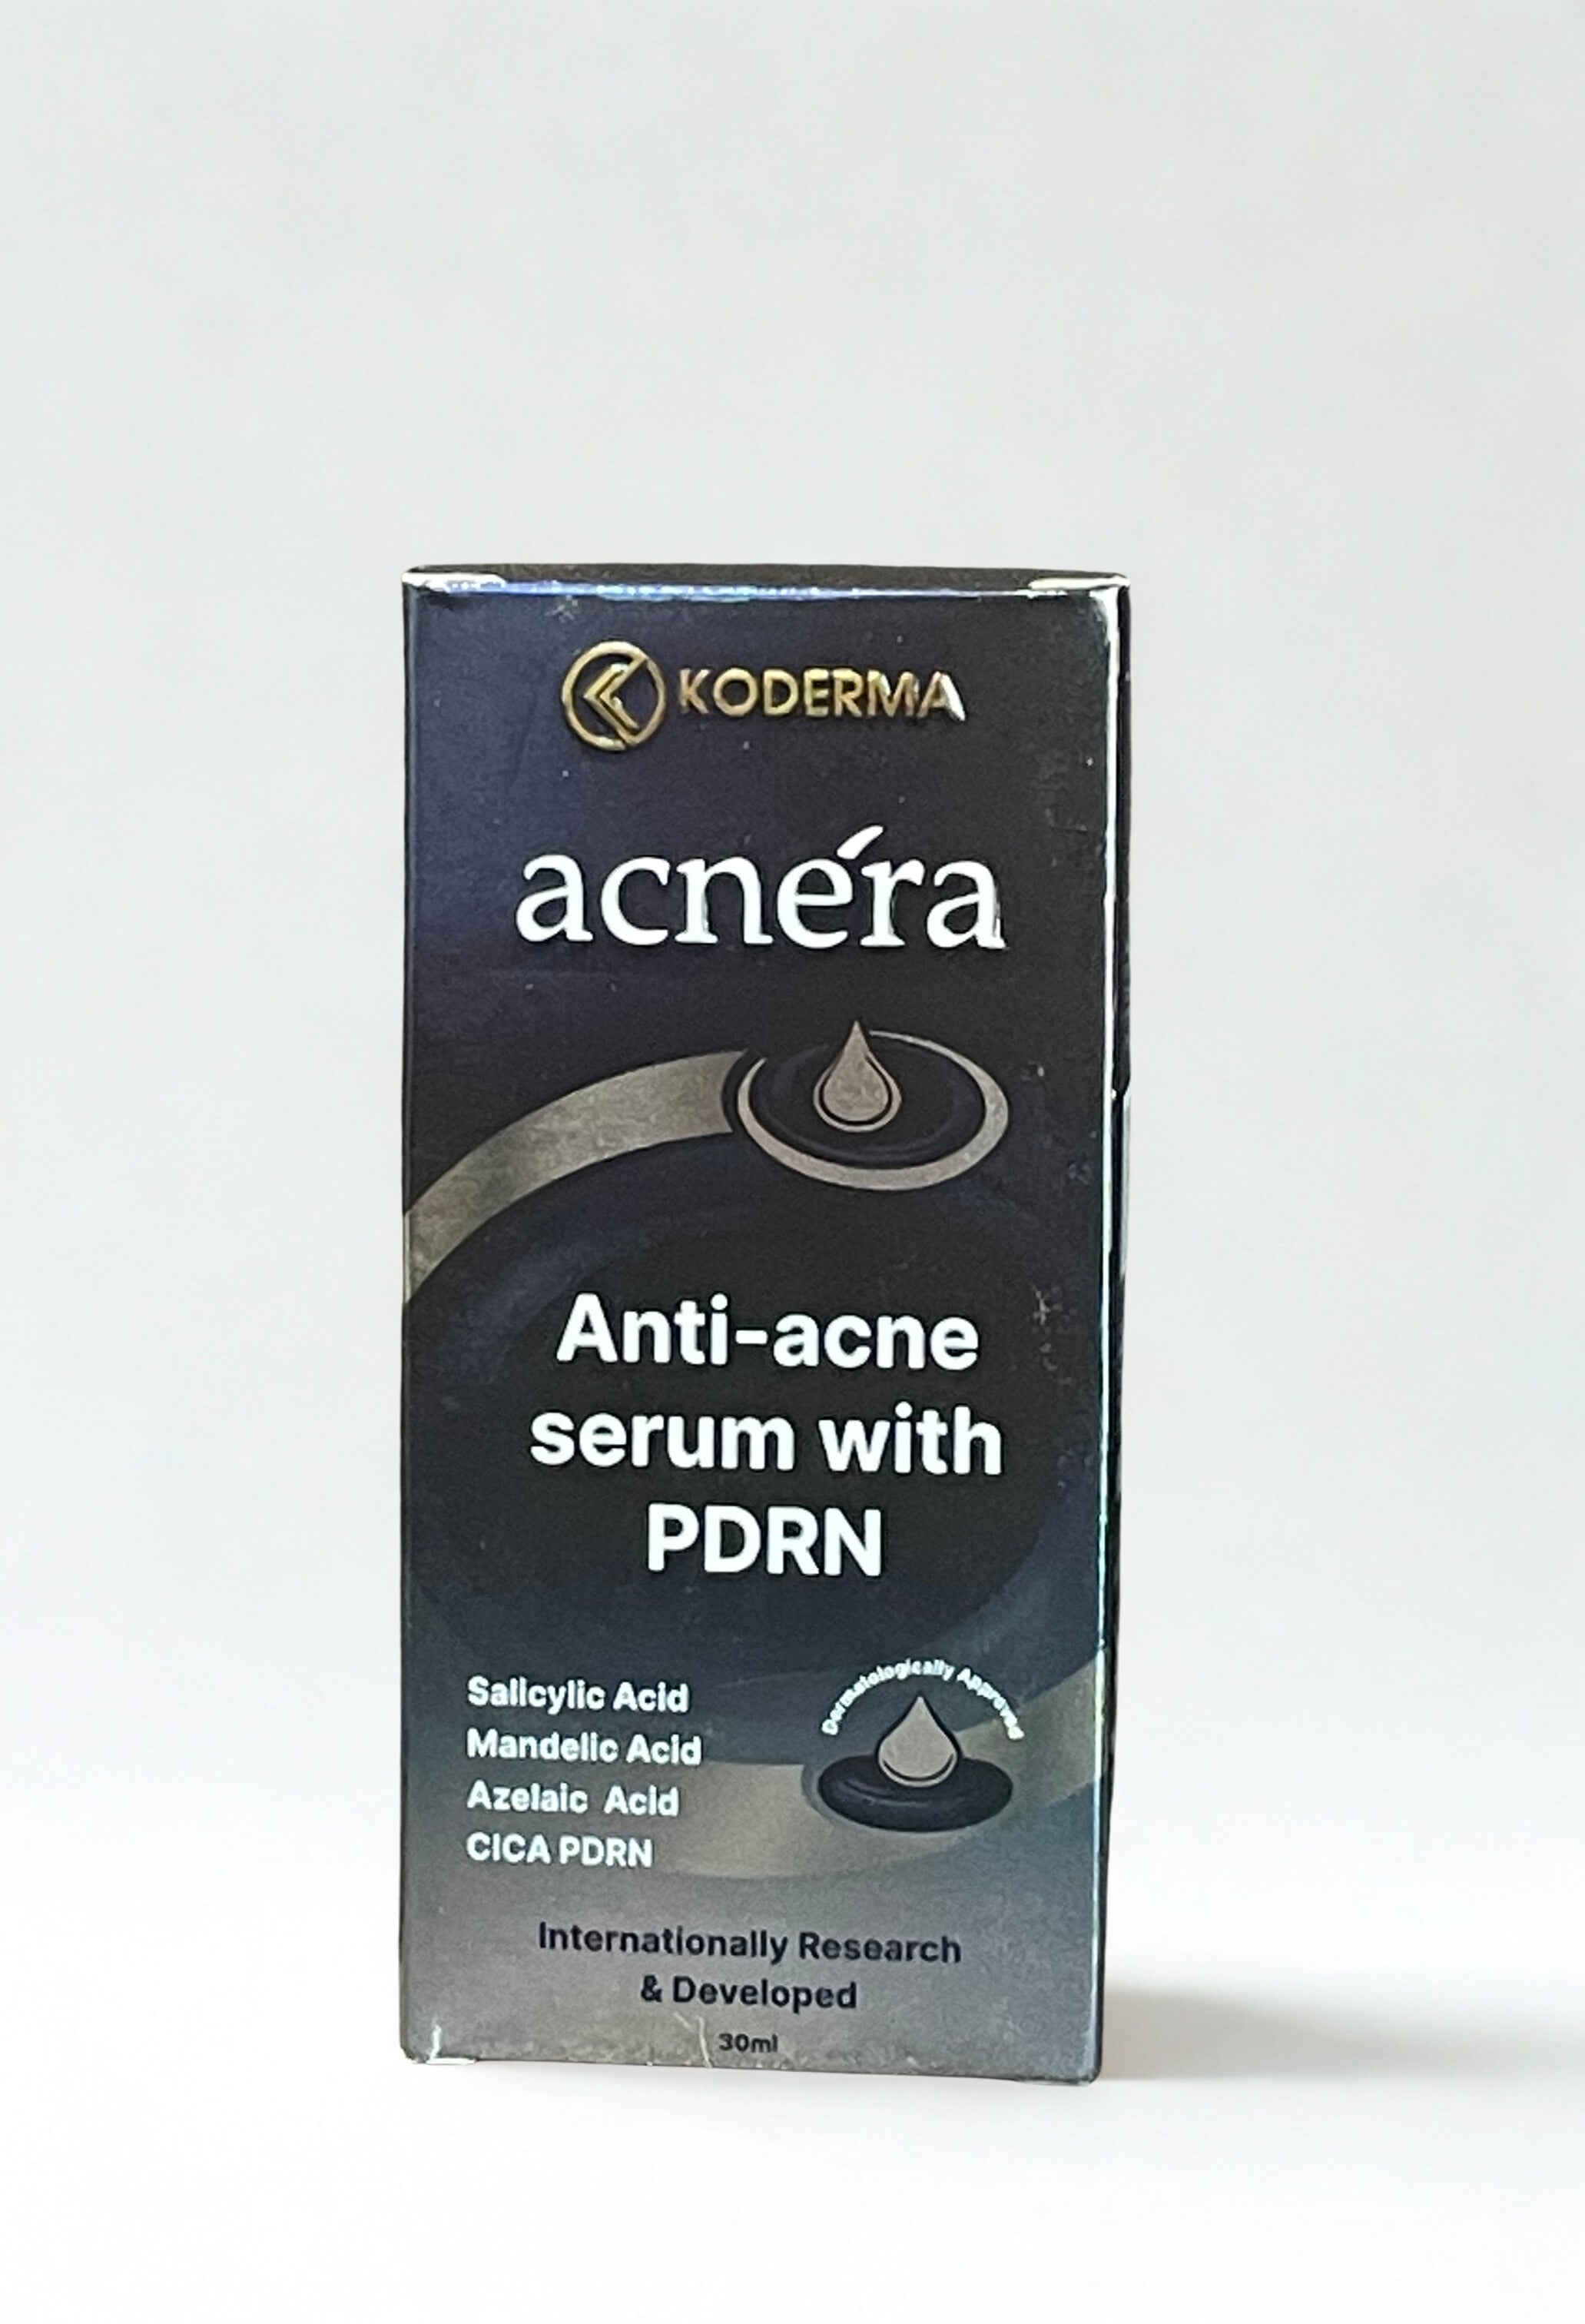 KODERMA
acnéra
Anti-acne
serum with
PDRN
Salicylic Acid
Mandelic Acid
Azelaic Acid
CICA PDRN
Dermatologically Approved
Internationally Research
& Developed
30ml